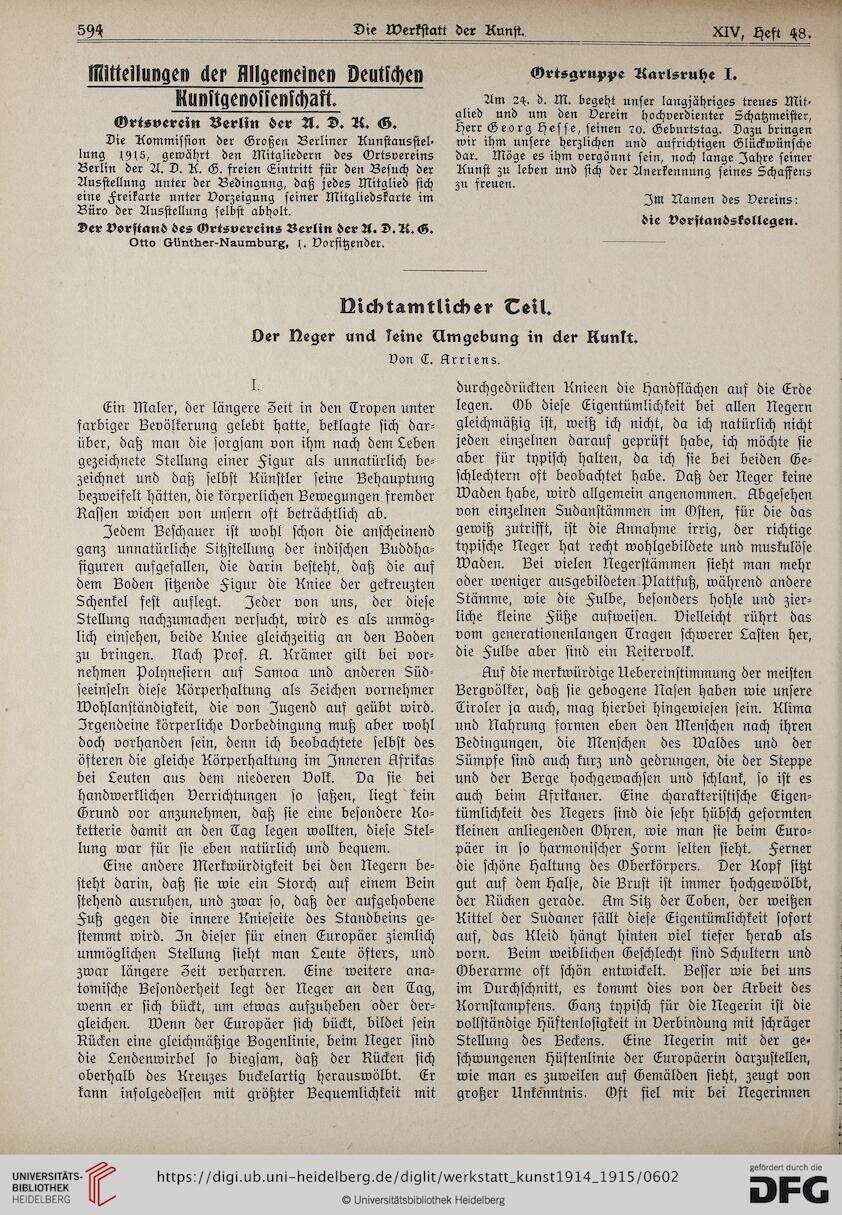 594
Die Werkstatt der Kunst.
XIV, Heft 48.
Mitteilungen der Allgemeinen Deutschen
Kunstgenossenschaft.
Ortsverein Berlin der A. D. K. G.
Die Kommission der Großen Berliner Kunstausstel-
lung 1915, gewährt den Mitgliedern des Ortsvereins
Berlin der A. D. K. G. freien Eintritt für den Besuch der
Ausstellung unter der Bedingung, daß jedes Mitglied sich
eine Freikarte unter Vorzeigung seiner Mitgliedskarte im
Büro der Ausstellung selbst abholt.
Der Vorstand des Ortsvereins Berlin der A. D. K. G.
Otto Günther-Naumburg, 1. Vorsitzender.
Ortsgruppe Karlsruhe I.
Am 24. d. M. begeht unser langjähriges treues Mit-
glied und um den Verein hochverdienter Schatzmeister,
Herr Georg Hesse, seinen 70. Geburtstag. Dazu bringen
wir ihm unsere herzlichen und aufrichtigen Glückwünsche
dar. Möge es ihm vergönnt sein, noch lange Jahre seiner
Kunst zu leben und sich der Anerkennung seines Schaffens
zu freuen.
Im Namen des Vereins:
die Vorstandskollegen.
Nichtamtlicher Teil.
Der Neger und seine Umgebung in der Kunst.
Von C. Arriens.
I.
Ein Maler, der längere Zeit in den Tropen unter
farbiger Bevölkerung gelebt hatte, beklagte sich dar-
über, daß man die sorgsam von ihm nach dem Leben
gezeichnete Stellung einer Figur als unnatürlich be-
zeichnet und daß selbst Künstler seine Behauptung
bezweifelt hätten, die körperlichen Bewegungen fremder
Rassen wichen von unsern oft beträchtlich ab.
Jedem Beschauer ist wohl schon die anscheinend
ganz unnatürliche Sitzstellung der indischen Buddha-
figuren aufgefallen, die darin besteht, daß die auf
dem Boden sitzende Figur die Kniee der gekreuzten
Schenkel fest auflegt. Jeder von uns, der diese
Stellung nachzumachen versucht, wird es als unmög-
lich einsehen, beide Kniee gleichzeitig an den Boden
zu bringen. Nach Prof. A. Krämer gilt bei vor-
nehmen Polynesiern auf Samoa und anderen Süd-
seeinseln diese Körperhaltung als Zeichen vornehmer
Wohlanständigkeit, die von Jugend auf geübt wird.
Irgendeine körperliche Vorbedingung muß aber wohl
doch vorhanden sein, denn ich beobachtete selbst des
öfteren die gleiche Körperhaltung im Inneren Afrikas
bei Leuten aus dem niederen Volk. Da sie bei
handwerklichen Verrichtungen so saßen, liegt kein
Grund vor anzunehmen, daß sie eine besondere Ko-
ketterie damit an den Tag legen wollten, diese Stel-
lung war für sie eben natürlich und bequem.
Eine andere Merkwürdigkeit bei den Negern be-
steht darin, daß sie wie ein Storch auf einem Bein
stehend ausruhen, und zwar so, daß der aufgehobene
Fuß gegen die innere Knieseite des Standbeins ge-
stemmt wird. In dieser für einen Europäer ziemlich
unmöglichen Stellung sieht man Leute öfters, und
zwar längere Zeit verharren. Eine weitere ana-
tomische Besonderheit legt der Neger an den Tag,
wenn er sich bückt, um etwas aufzuheben oder der-
gleichen. Wenn der Europäer sich bückt, bildet sein
Rücken eine gleichmäßige Bogenlinie, beim Neger sind
die Lendenwirbel so biegsam, daß der Rücken sich
oberhalb des Kreuzes buckelartig herauswölbt. Er
kann infolgedessen mit größter Bequemlichkeit mit
durchgedrückten Knieen die Handflächen auf die Erde
legen. Ob diese Eigentümlichkeit bei allen Negern
gleichmäßig ist, weiß ich nicht, da ich natürlich nicht
jeden einzelnen darauf geprüft habe, ich möchte sie
aber für typisch halten, da ich sie bei beiden Ge-
schlechtern oft beobachtet habe. Daß der Neger keine
Waden habe, wird allgemein angenommen. Abgesehen
von einzelnen Sudanstämmen im Osten, für die das
gewiß zutrifft, ist die Annahme irrig, der richtige
typische Neger hat recht wohlgebildete und muskulöse
Waden. Bei vielen Negerstämmen sieht man mehr
oder weniger ausgebildeten Plattfuß, während andere
Stämme, wie die Fulbe, besonders hohle und zier-
liche kleine Füße aufweisen. Vielleicht rührt das
vom generationenlangen Tragen schwerer Lasten her,
die Fulbe aber sind ein Reitervolk.
Auf die merkwürdige Uebereinstimmung der meisten
Bergvölker, daß sie gebogene Nasen haben wie unsere
Tiroler ja auch, mag hierbei hingewiesen sein. Klima
und Nahrung formen eben den Menschen nach ihren
Bedingungen, die Menschen des Waldes und der
Sümpfe sind auch kurz und gedrungen, die der Steppe
und der Berge hochgewachsen und schlank, so ist es
auch beim Afrikaner. Eine charakteristische Eigen-
tümlichkeit des Negers sind die sehr hübsch geformten
kleinen anliegenden Ohren, wie man sie beim Euro-
päer in so harmonischer Form selten sieht. Ferner
die schöne Haltung des Oberkörpers. Der Kopf sitzt
gut auf dem Halse, die Brust ist immer hochgewölbt,
der Rücken gerade. Am Sitz der Toben, der weißen
Kittel der Sudaner fällt diese Eigentümlichkeit sofort
auf, das Kleid hängt hinten viel tiefer herab als
vorn. Beim weiblichen Geschlecht sind Schultern und
Oberarme oft schön entwickelt. Besser wie bei uns
im Durchschnitt, es kommt dies von der Arbeit des
Kornstampfens. Ganz typisch für die Negerin ist die
vollständige Hüftenlosigkeit in Verbindung mit schräger
Stellung des Beckens. Eine Negerin mit der ge-
schwungenen Hüftenlinie der Europäerin darzustellen,
wie man es zuweilen auf Gemälden sieht, zeugt von
großer Unkenntnis. Oft fiel mir bei Negerinnen
UNIVERSITÄTS-
BIBLIOTHEK
HEIDELBERG
https://digi.ub.uni-heidelberg.de/diglit/werkstatt_kunst1914_1915/0602
© Universitätsbibliothek Heidelberg
gefördert durch die
DFG